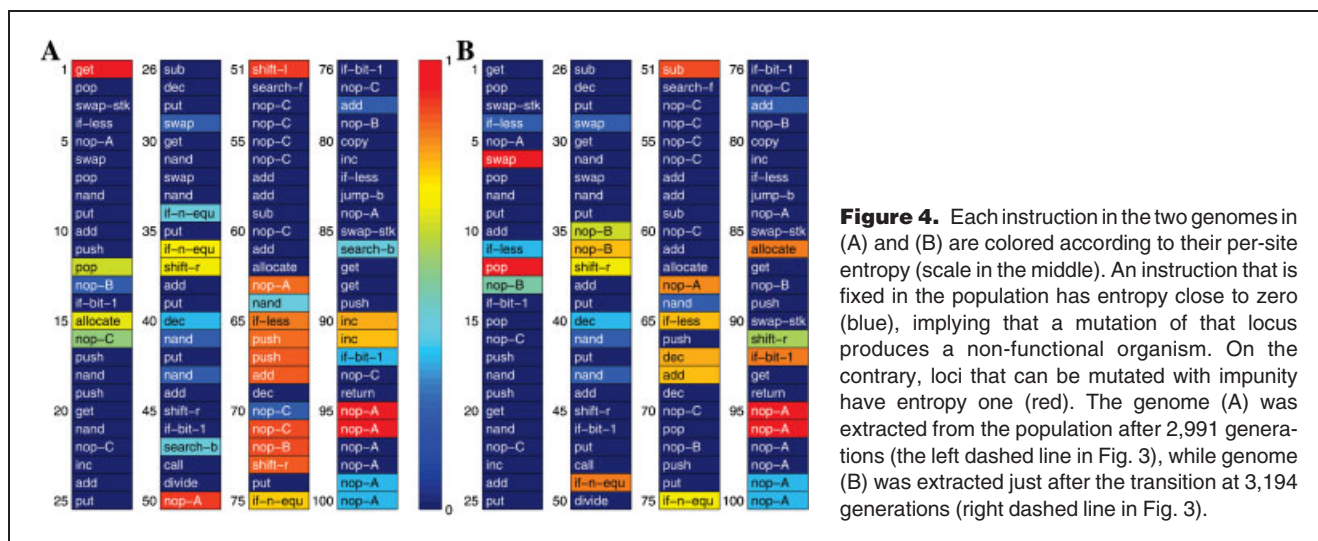 A
1 get
pop
swap-stk
if-less
5 nop-A
swap
pop
nand
put
10 add
push
pop
nop-B
if-bit-1
15 allocate
nop-C
push
nand
push
20 get
nand
nop-C
inc
add
25 put
26 sub
dec
put
swap
30 get
nand
swap
nand
if-n-equ
35 put
if-n-equ
shift-r
add
put
40 dec
nand
put
nand
add
45 shift-r
if-bit-1
search-b
call
divide
50 nop-A
51 shift-l
search-f
nop-C
nop-C
55 nop-C
nop-C
add
add
sub
60 nop-C
add
allocate
nop-A
nand
65 if-less
push
push
add
dec
70 nop-C
nop-C
nop-B
shift-r
put
75 if-n-equ
76 if-bit-1
nop-C
add
nop-B
80 copy
inc
if-less
jump-b
nop-A
85 swap-stk
search-b
get
get
push
90 inc
inc
if-bit-1
nop-C
return
95 nop-A
nop-A
nop-A
nop-A
nop-A
100 nop-A
1
0
B
1 get
pop
swap-stk
if-less
5 nop-A
swap
pop
nand
put
10 add
if-less
pop
nop-B
if-bit-1
15 pop
nop-C
push
nand
push
20 get
nand
nop-C
inc
add
25 put
26 sub
dec
put
swap
30 get
nand
swap
nand
put
35 nop-B
nop-B
shift-r
add
put
40 dec
nand
put
nand
add
45 shift-r
if-bit-1
put
call
if-n-equ
50 divide
51 sub
search-f
nop-C
nop-C
55 nop-C
nop-C
add
add
sub
60 nop-C
add
allocate
nop-A
nand
65 if-less
push
dec
add
dec
70 nop-C
pop
nop-B
push
put
75 if-n-equ
76 if-bit-1
nop-C
add
nop-B
80 copy
inc
if-less
jump-b
nop-A
85 swap-stk
allocate
get
nop-B
push
90 swap-stk
shift-r
if-bit-1
get
return
95 nop-A
nop-A
nop-A
nop-A
nop-A
100 nop-A
Figure 4. Each instruction in the two genomes in
(A) and (B) are colored according to their per-site
entropy (scale in the middle). An instruction that is
fixed in the population has entropy close to zero
(blue), implying that a mutation of that locus
produces a non-functional organism. On the
contrary, loci that can be mutated with impunity
have entropy one (red). The genome (A) was
extracted from the population after 2,991 genera-
tions (the left dashed line in Fig. 3), while genome
(B) was extracted just after the transition at 3,194
generations (right dashed line in Fig. 3).